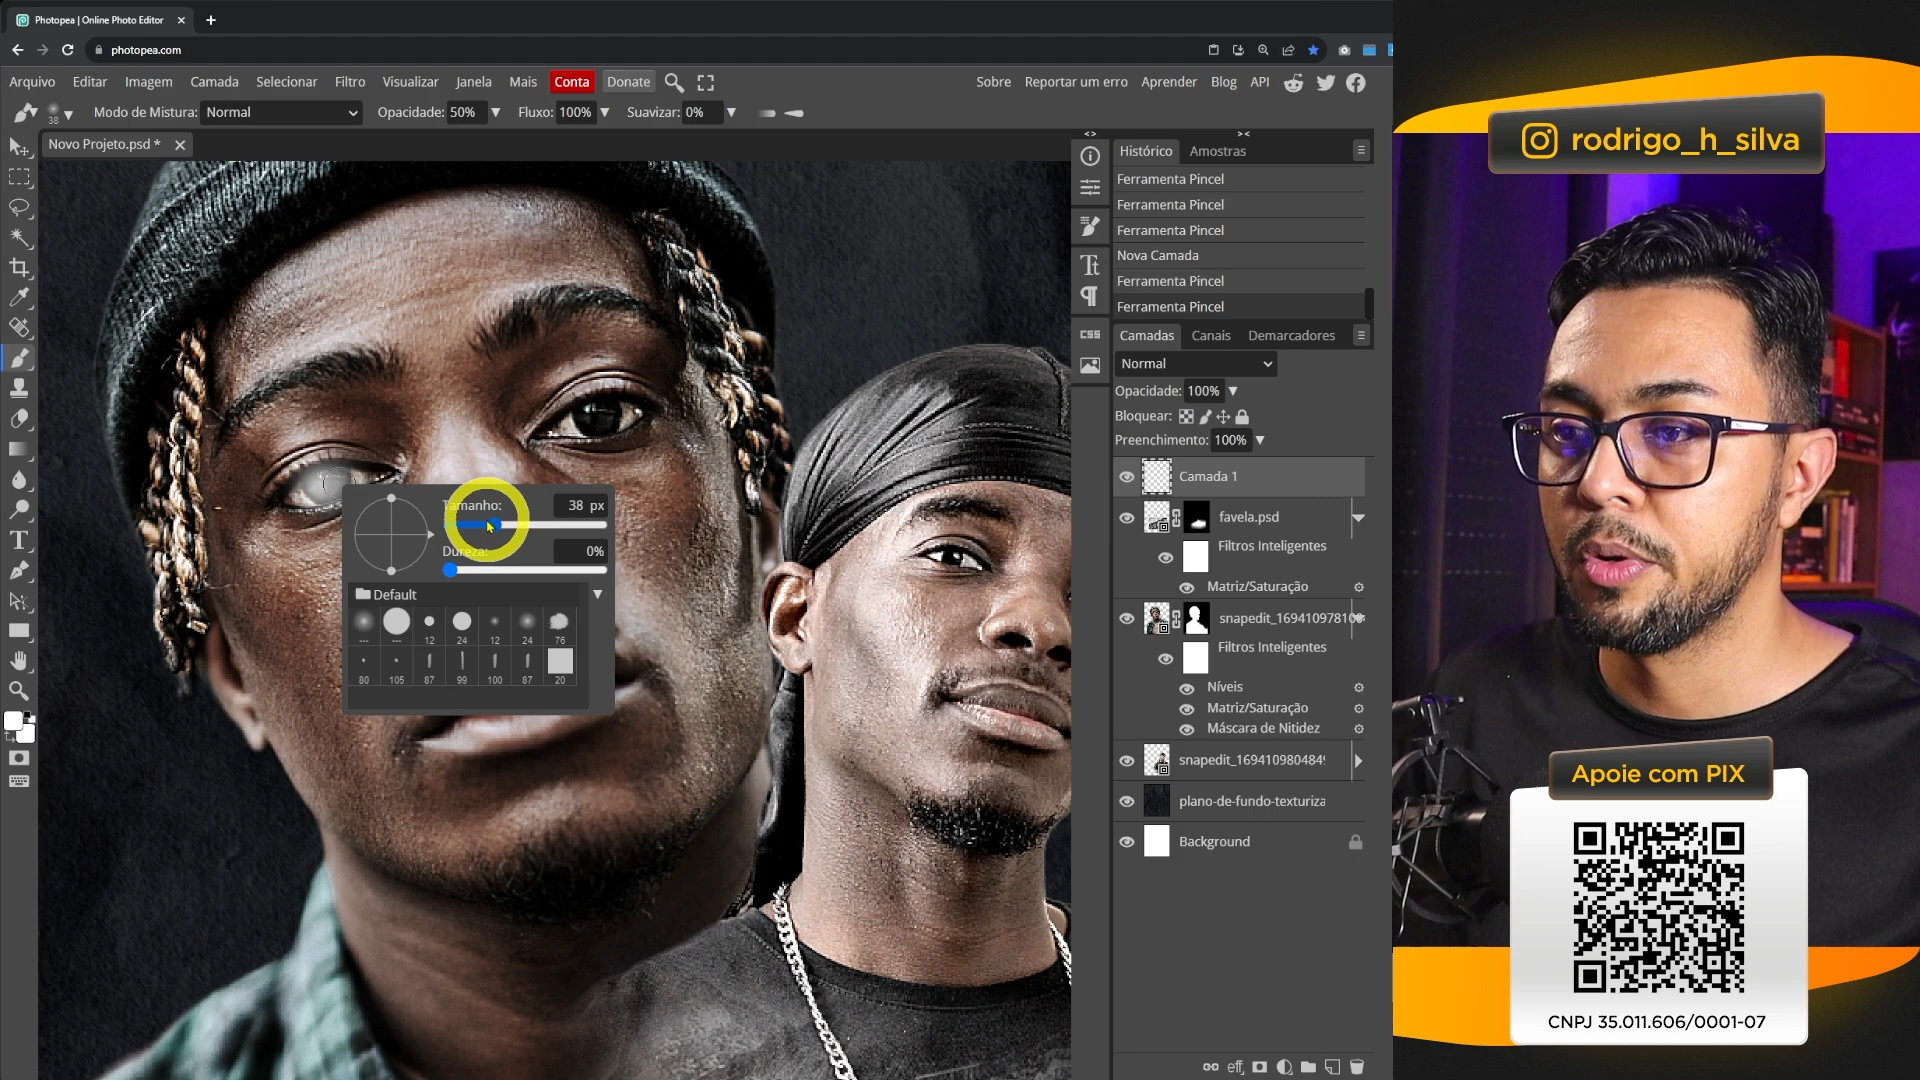 Photopea | Online Photo Editor
photopea.com
Arquivo Editar Imagem Camada Selecionar Filtro Visualizar Janela Mais Conta Donate
Sobre Reportar um erro Aprender Blog API
38 Modo de Mistura: Normal Opacidade: 50% Fluxo: 100% Suavizar: 0%
Novo Projeto.psd *
Histórico Amostras
Ferramenta Pincel
Ferramenta Pincel
Ferramenta Pincel
Nova Camada
Ferramenta Pincel
Ferramenta Pincel
CSS
Camadas Canais Demarcadores
Normal
Opacidade: 100%
Bloquear:
Preenchimento: 100%
Camada 1
favela.psd
Filtros Inteligentes
Matriz/Saturação
snapedit_1694109781
Filtros Inteligentes
Níveis
Matriz/Saturação
Máscara de Nitidez
snapedit_169410980484
plano-de-fundo-texturiza
Background
eff
Tamanho: 38 px
Dureza: 0%
Default
--- --- 12 24 12 24 76
80 105 87 99 100 87 20
rodrigo_h_silva
Apoie com PIX
CNPJ 35.011.606/0001-07